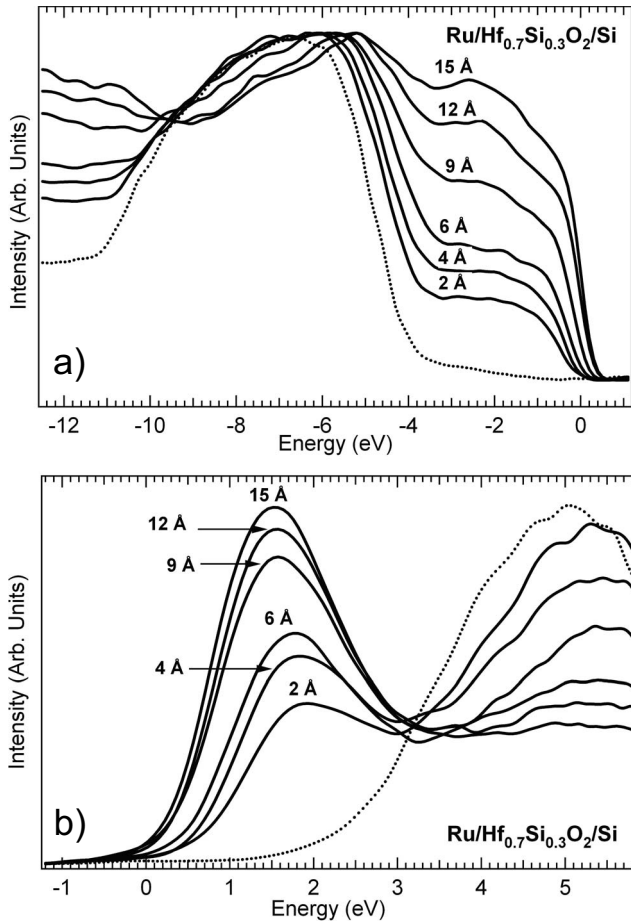 Ru/Hf0.7Si0.3O2/Si
15 Å
12 Å
9 Å
6 Å
4 Å
2 Å
a)
Intensity (Arb. Units)
-12 -10 -8 -6 -4 -2 0
Energy (eV)
15 Å
12 Å
9 Å
6 Å
4 Å
2 Å
b)
Ru/Hf0.7Si0.3O2/Si
Intensity (Arb. Units)
-1 0 1 2 3 4 5
Energy (eV)